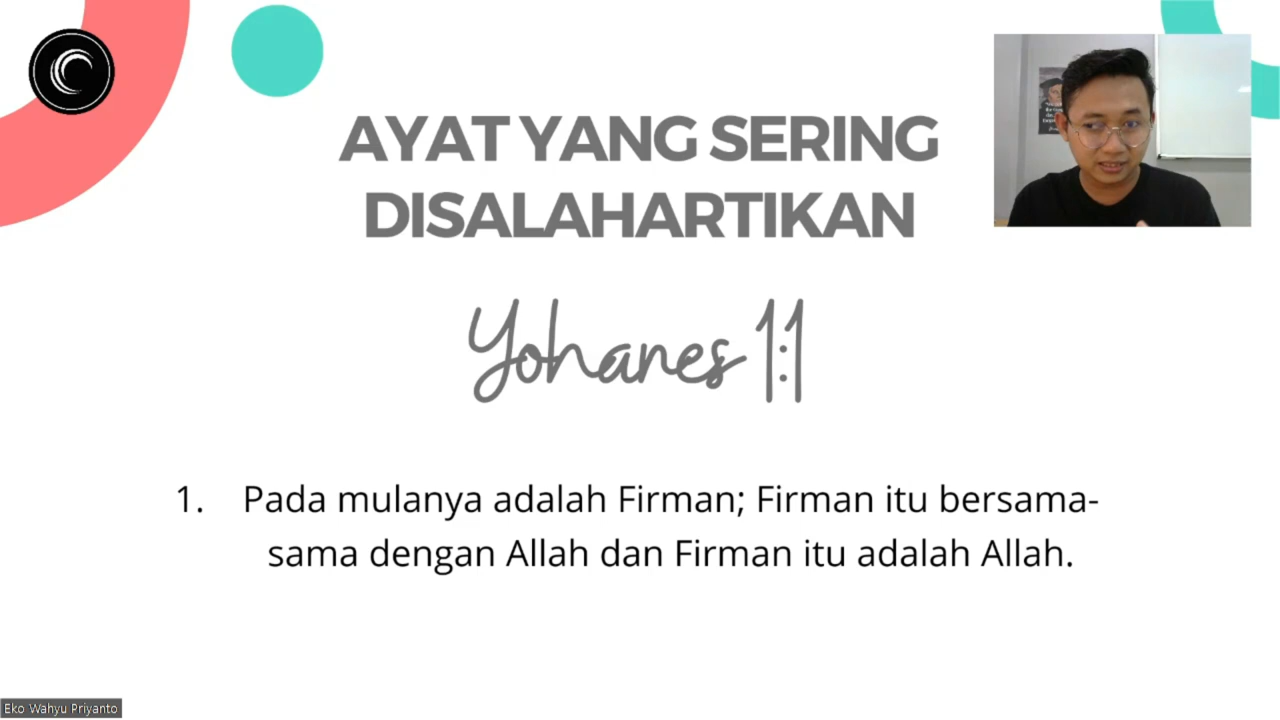 AYAT YANG SERING
DISALAHARTIKAN
Yohanes 1:1
1. Pada mulanya adalah Firman; Firman itu bersama-
sama dengan Allah dan Firman itu adalah Allah.
Eko Wahyu Priyanto